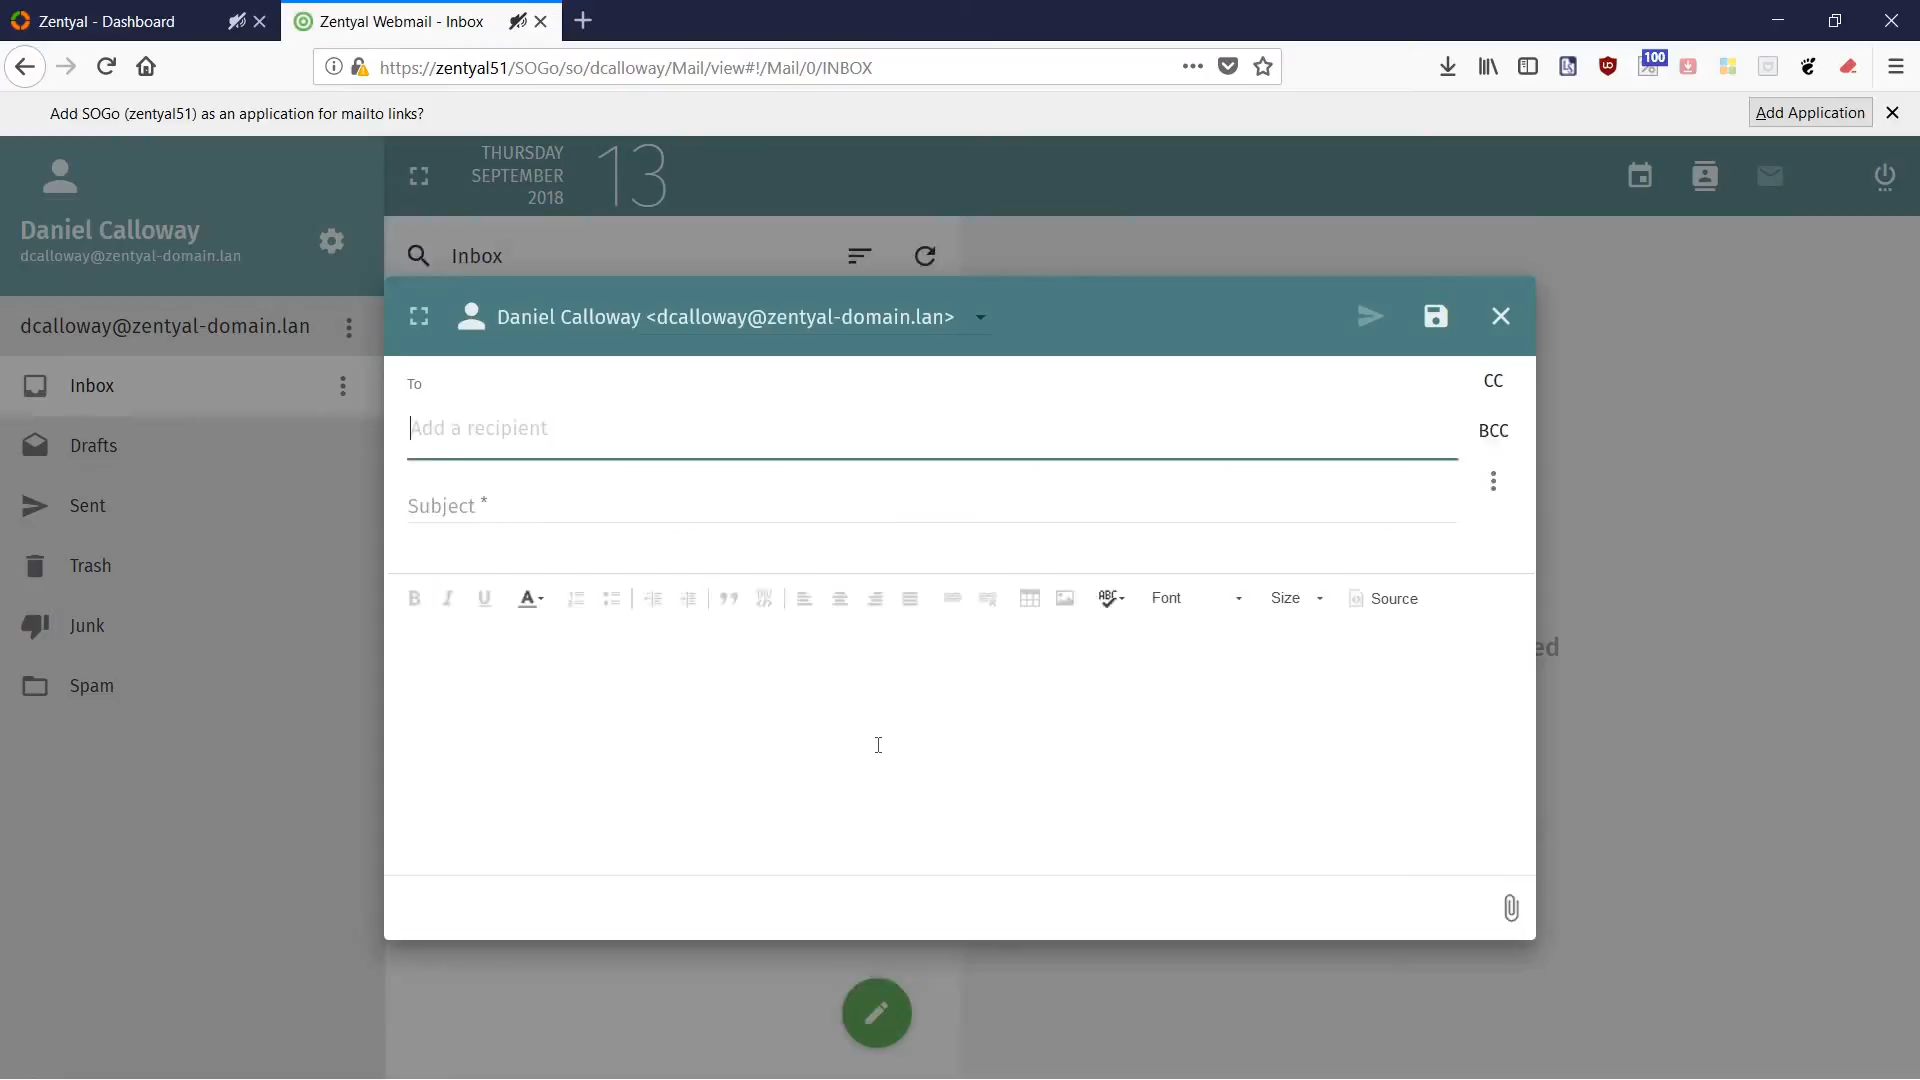 Zentyal - Dashboard
Zentyal Webmail - Inbox
https://zentyal51/SOGo/so/dcalloway/Mail/view#!/Mail/0/INBOX
100
Add SOGo (zentyal51) as an application for mailto links?
Add Application
THURSDAY
SEPTEMBER
2018
13
Daniel Calloway
dcalloway@zentyal-domain.lan
Inbox
dcalloway@zentyal-domain.lan
Daniel Calloway <dcalloway@zentyal-domain.lan>
Inbox
Drafts
Sent
Trash
Junk
Spam
To
CC
Add a recipient
BCC
Subject *
B I U A ABC Font Size Source
ed